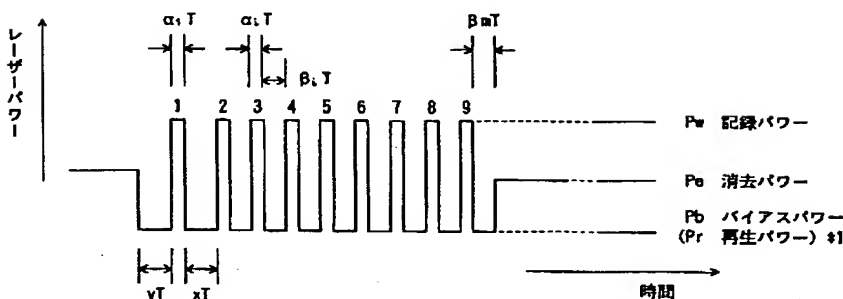 レーザーパワー
α₁T αᵢT βmT
βᵢT
1 2 3 4 5 6 7 8 9
Pw 記録パワー
Pe 消去パワー
Pb バイアスパワー
(Pr 再生パワー) *1
yT xT
時間